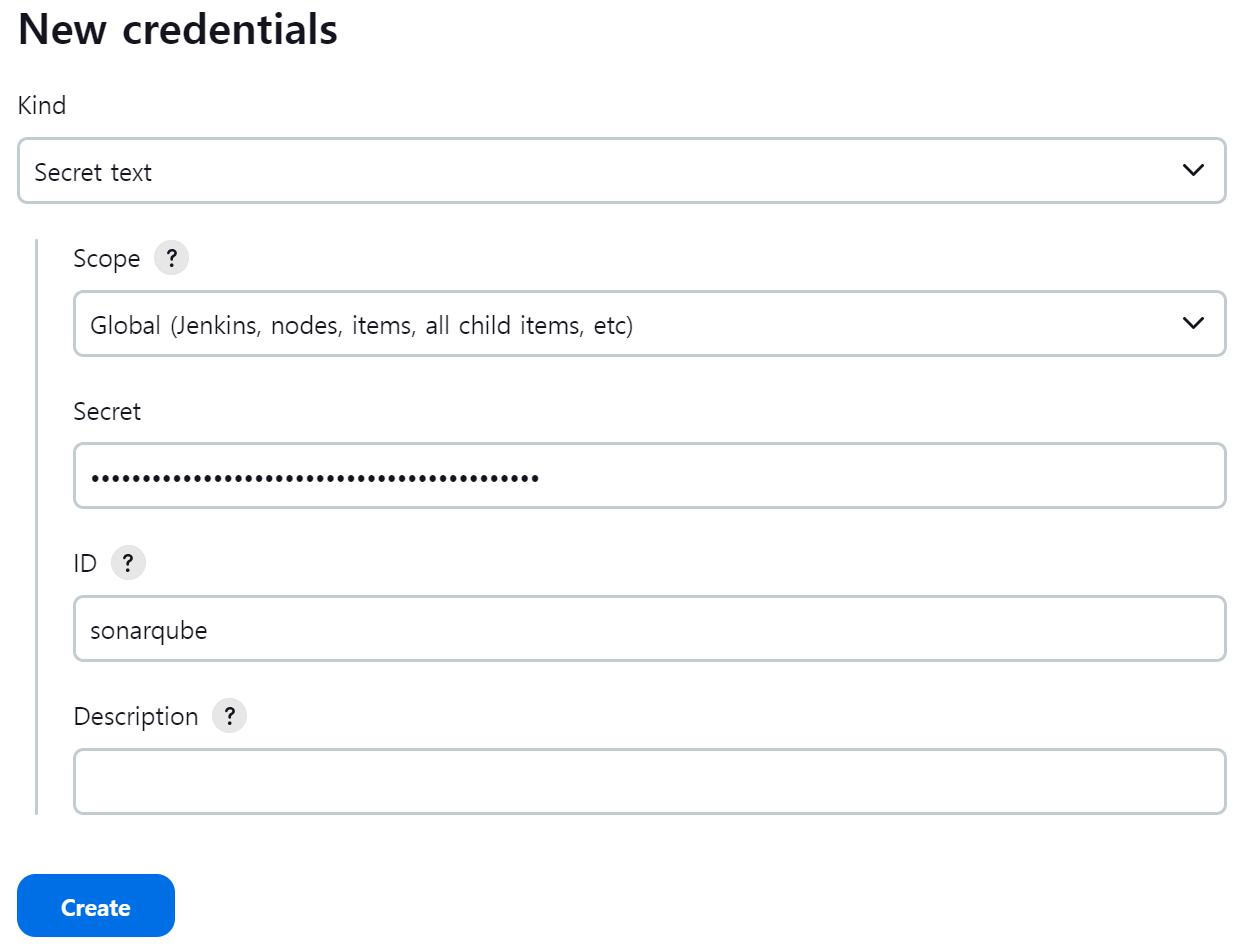 New credentials
Kind
Secret text
Scope ?
Global (Jenkins, nodes, items, all child items, etc)
Secret
••••••••••••••••••••••••••••••••••••••••••••
ID ?
sonarqube
Description ?
Create